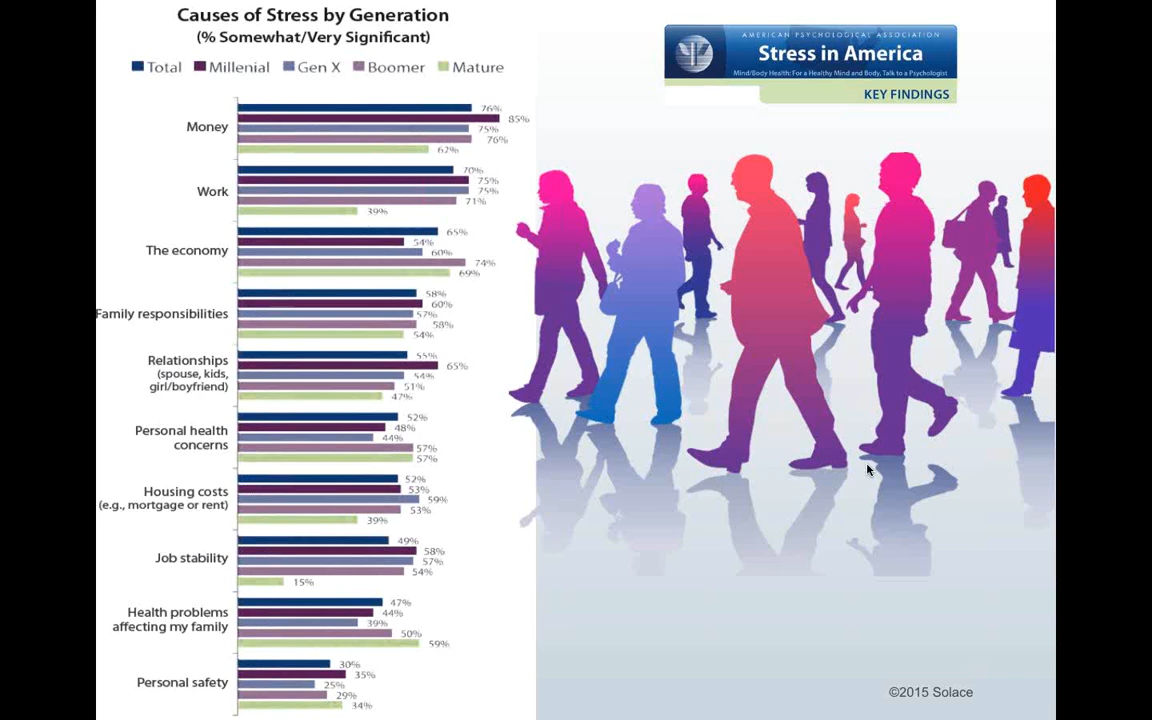 Causes of Stress by Generation
(% Somewhat/Very Significant)
Total Millenial Gen X Boomer Mature
Money
76%
85%
75%
76%
62%
Work
70%
75%
75%
71%
39%
The economy
65%
54%
60%
74%
69%
Family responsibilities
58%
60%
57%
58%
54%
Relationships
(spouse, kids,
girl/boyfriend)
55%
65%
54%
51%
47%
Personal health
concerns
52%
48%
44%
57%
57%
Housing costs
(e.g., mortgage or rent)
52%
53%
59%
53%
39%
Job stability
49%
58%
57%
54%
15%
Health problems
affecting my family
47%
44%
39%
50%
59%
Personal safety
30%
35%
25%
29%
34%
AMERICAN PSYCHOLOGICAL ASSOCIATION
Stress in America
Mind/Body Health: For a Healthy Mind and Body, Talk to a Psychologist
KEY FINDINGS
©2015 Solace